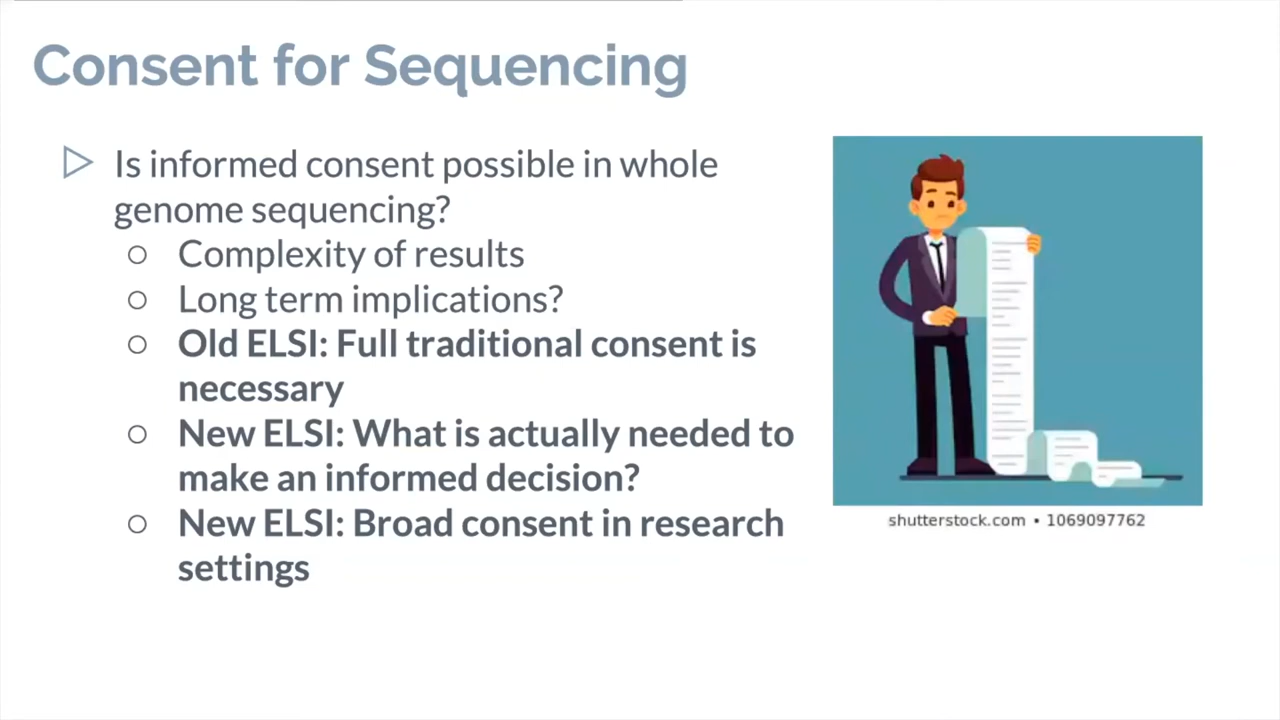 Consent for Sequencing
▷ Is informed consent possible in whole
genome sequencing?
○ Complexity of results
○ Long term implications?
○ Old ELSI: Full traditional consent is
necessary
○ New ELSI: What is actually needed to
make an informed decision?
○ New ELSI: Broad consent in research
settings
shutterstock.com • 1069097762